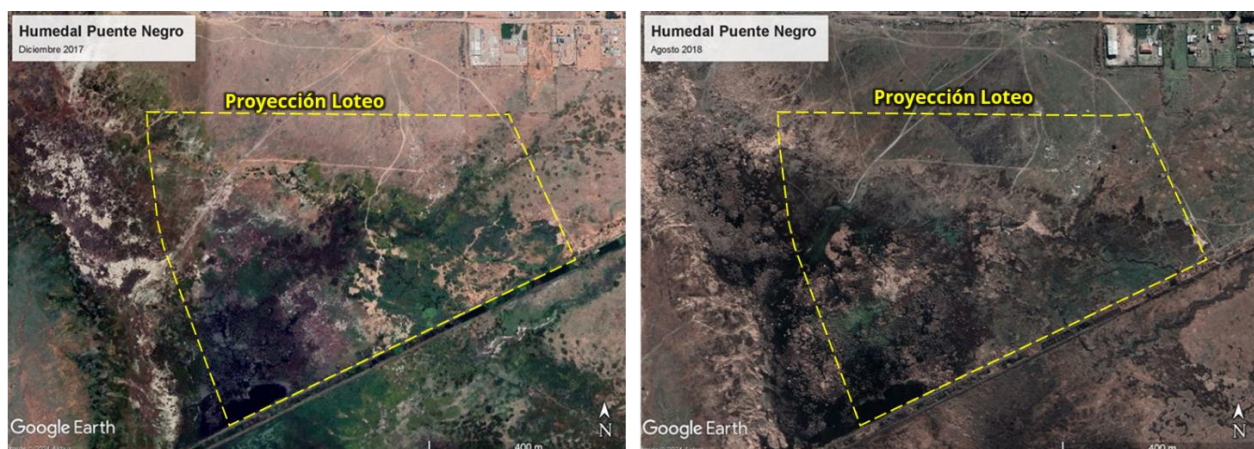 Humedal Puente Negro
Diciembre 2017
Proyección Loteo
Google Earth
N
400 m
Humedal Puente Negro
Agosto 2018
Proyección Loteo
Google Earth
N
400 m